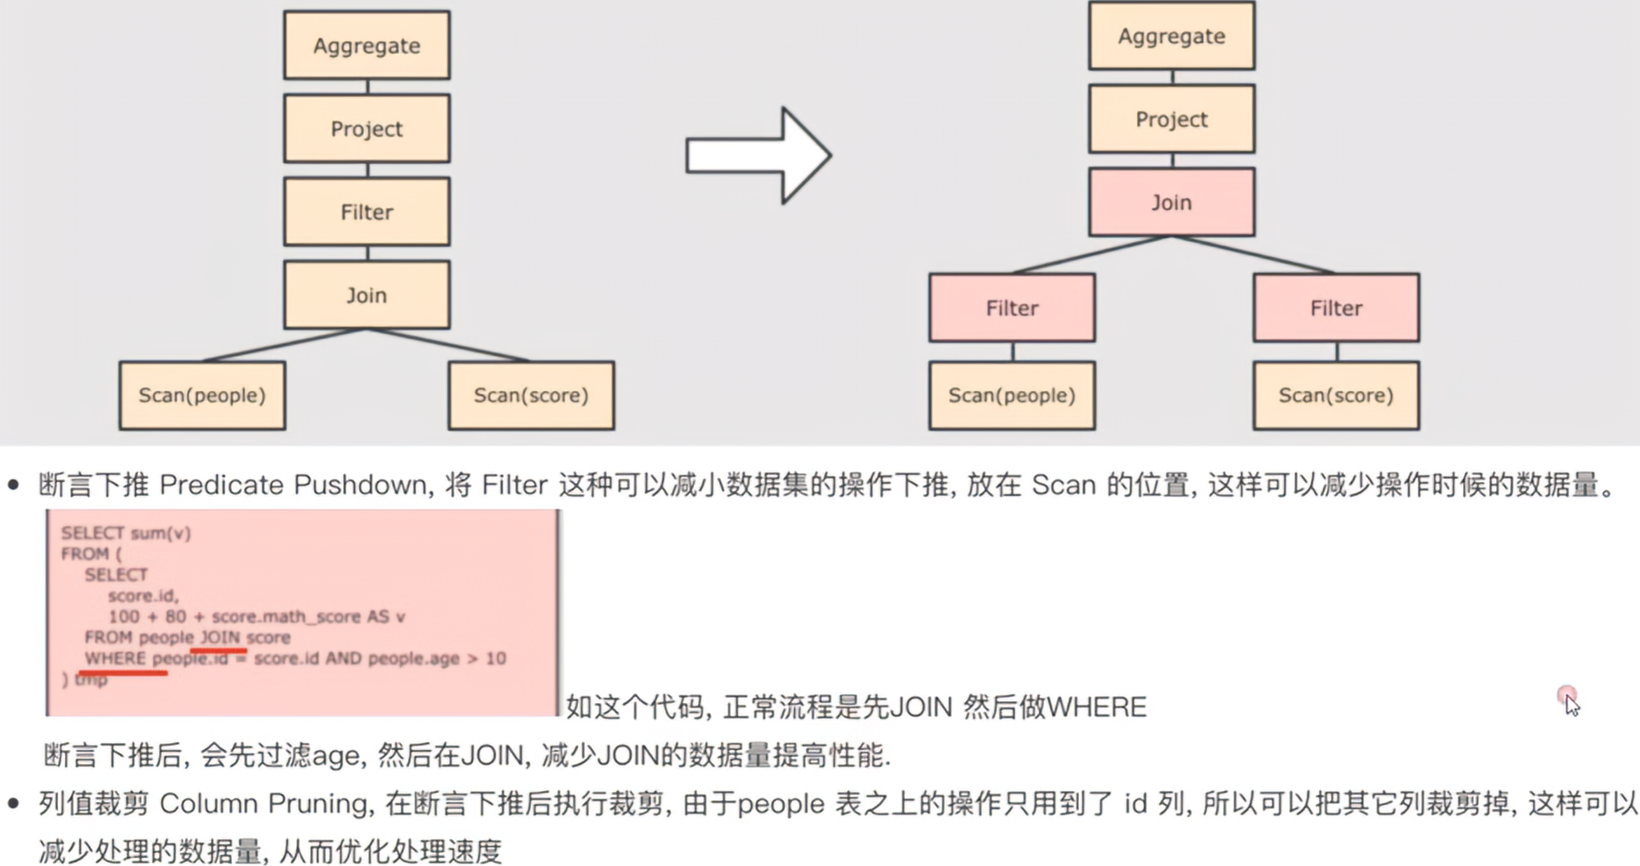 Aggregate
Project
Filter
Join
Scan(people)
Scan(score)
Aggregate
Project
Join
Filter
Filter
Scan(people)
Scan(score)
断言下推 Predicate Pushdown, 将 Filter 这种可以减小数据集的操作下推, 放在 Scan 的位置, 这样可以减少操作时候的数据量。
SELECT sum(v)
FROM (
SELECT
score.id,
100 + 80 + score.math_score AS v
FROM people JOIN score
WHERE people.id = score.id AND people.age > 10
) tmp
如这个代码, 正常流程是先JOIN 然后做WHERE
断言下推后, 会先过滤age, 然后在JOIN, 减少JOIN的数据量提高性能.
列值裁剪 Column Pruning, 在断言下推后执行裁剪, 由于people 表之上的操作只用到了 id 列, 所以可以把其它列裁剪掉, 这样可以
减少处理的数据量, 从而优化处理速度